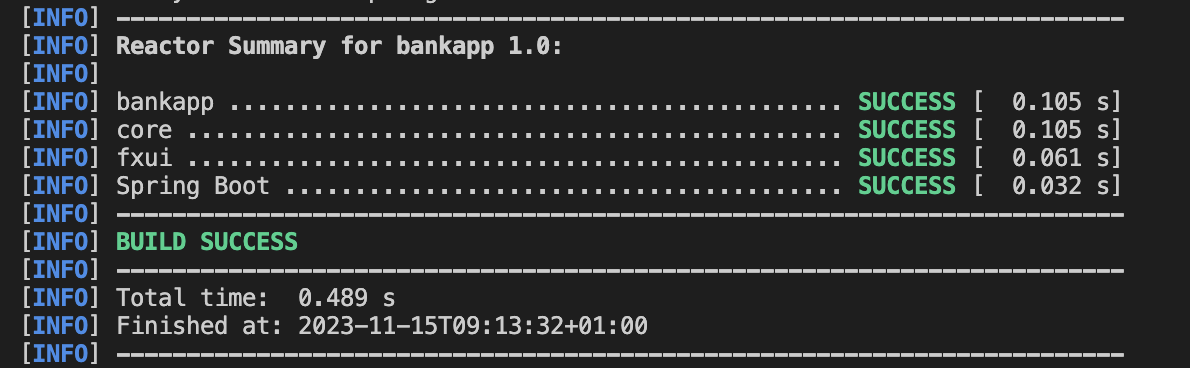 [INFO] ------------------------------------------------------------------------
[INFO] Reactor Summary for bankapp 1.0:
[INFO]
[INFO] bankapp ............................................ SUCCESS [  0.105 s]
[INFO] core ............................................... SUCCESS [  0.105 s]
[INFO] fxui ............................................... SUCCESS [  0.061 s]
[INFO] Spring Boot ........................................ SUCCESS [  0.032 s]
[INFO] ------------------------------------------------------------------------
[INFO] BUILD SUCCESS
[INFO] ------------------------------------------------------------------------
[INFO] Total time:  0.489 s
[INFO] Finished at: 2023-11-15T09:13:32+01:00
[INFO] ------------------------------------------------------------------------